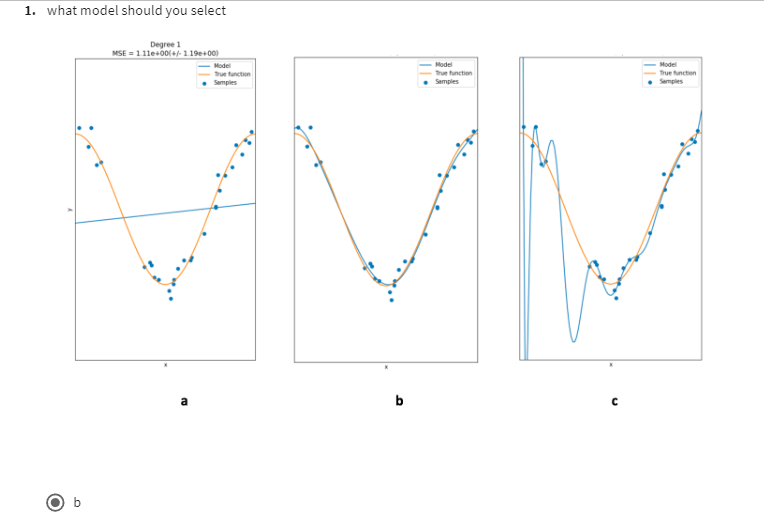 1. what model should you select
Degree 1
MSE = 1.11e+00(+/- 1.19e+00)
Model
True function
Samples
Model
True function
Samples
Model
True function
Samples
y
x
x
x
a
b
c
b